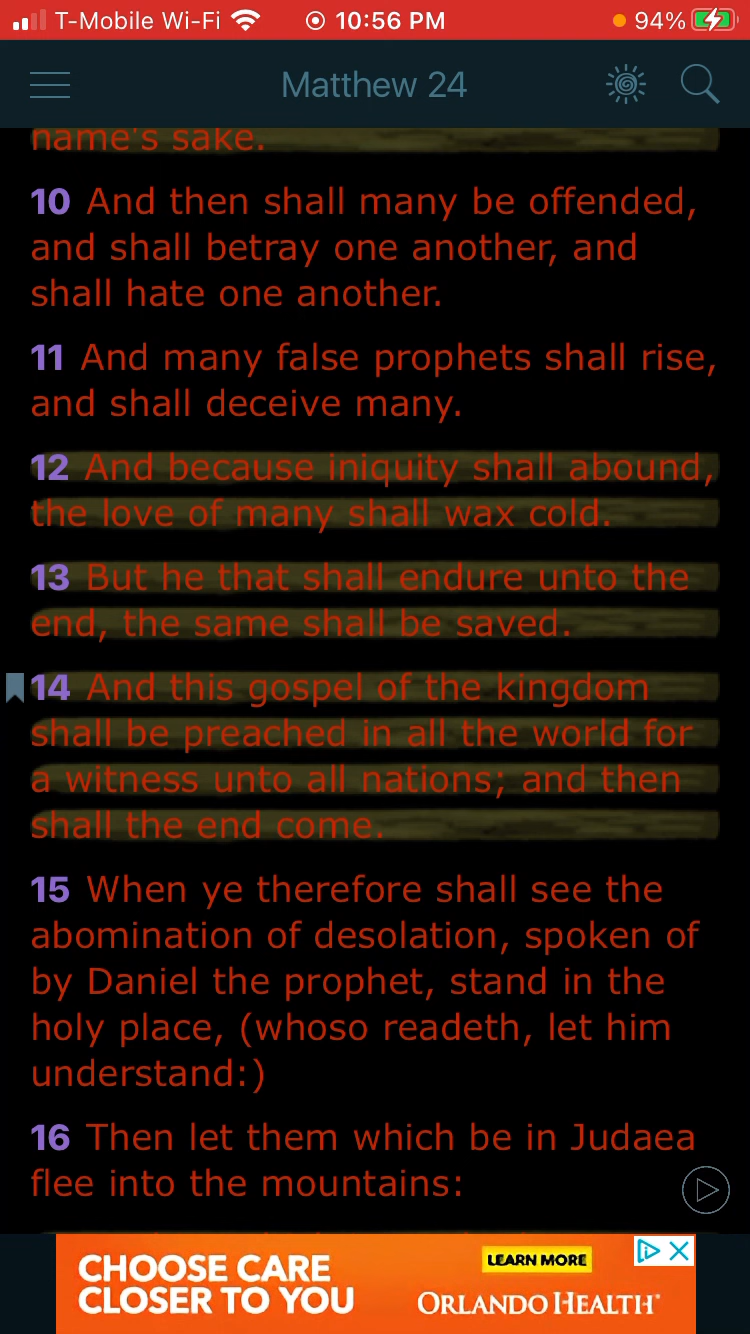 T-Mobile Wi-Fi 10:56 PM 94%
Matthew 24
name's sake.
10 And then shall many be offended,
and shall betray one another, and
shall hate one another.
11 And many false prophets shall rise,
and shall deceive many.
12 And because iniquity shall abound,
the love of many shall wax cold.
13 But he that shall endure unto the
end, the same shall be saved.
14 And this gospel of the kingdom
shall be preached in all the world for
a witness unto all nations; and then
shall the end come.
15 When ye therefore shall see the
abomination of desolation, spoken of
by Daniel the prophet, stand in the
holy place, (whoso readeth, let him
understand:)
16 Then let them which be in Judaea
flee into the mountains:
CHOOSE CARE
CLOSER TO YOU
LEARN MORE
ORLANDO HEALTH®